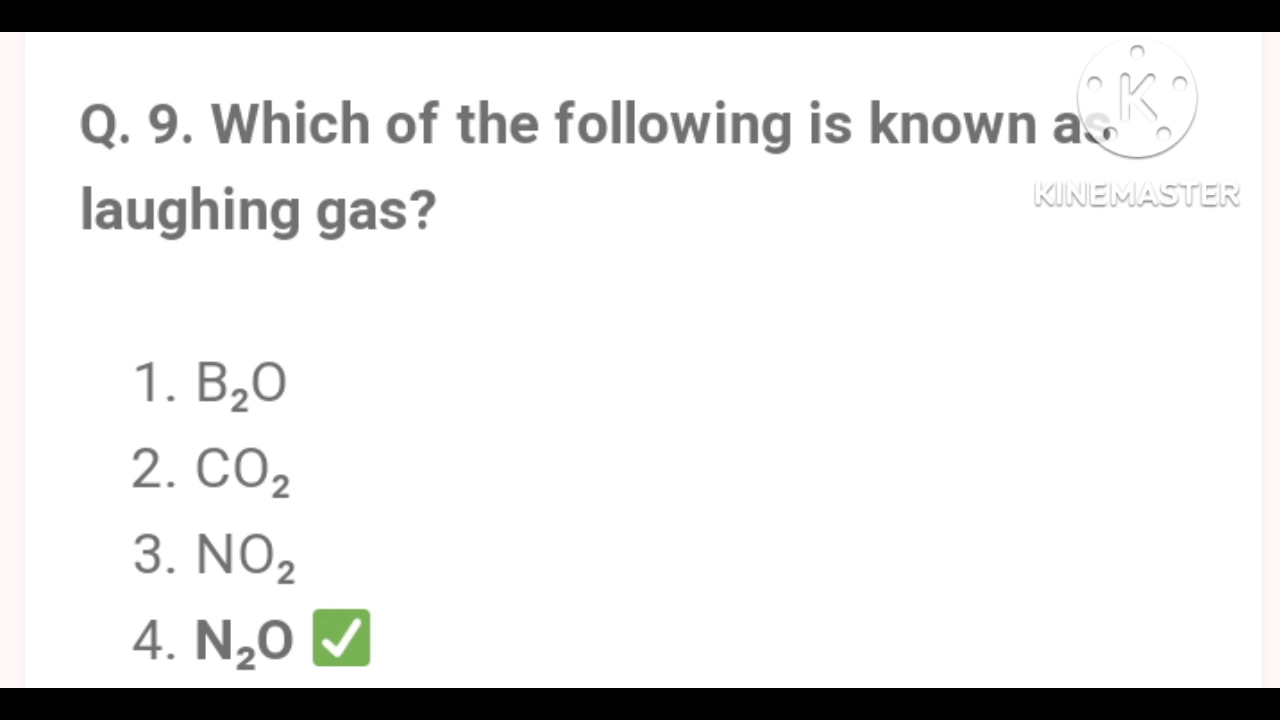 Q. 9. Which of the following is known as
laughing gas?
K
KINEMASTER
1. B₂O
2. CO₂
3. NO₂
4. N₂O ✅